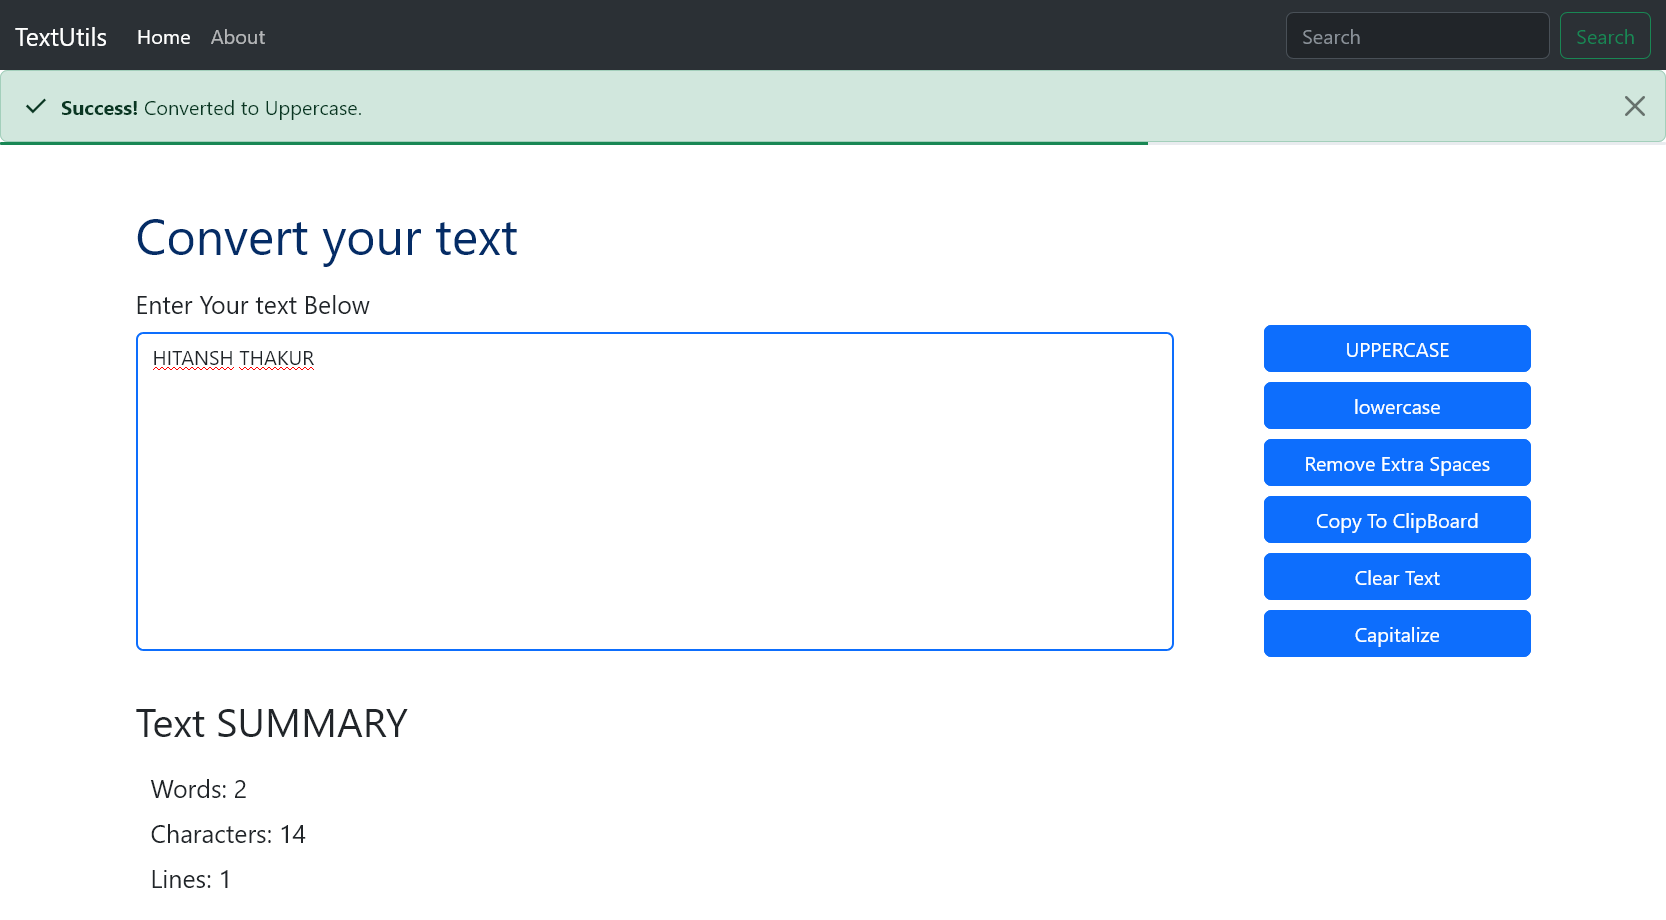 TextUtils Home About Search Search
Success! Converted to Uppercase.
Convert your text
Enter Your text Below
HITANSH THAKUR
UPPERCASE
lowercase
Remove Extra Spaces
Copy To ClipBoard
Clear Text
Capitalize
Text SUMMARY
Words: 2
Characters: 14
Lines: 1